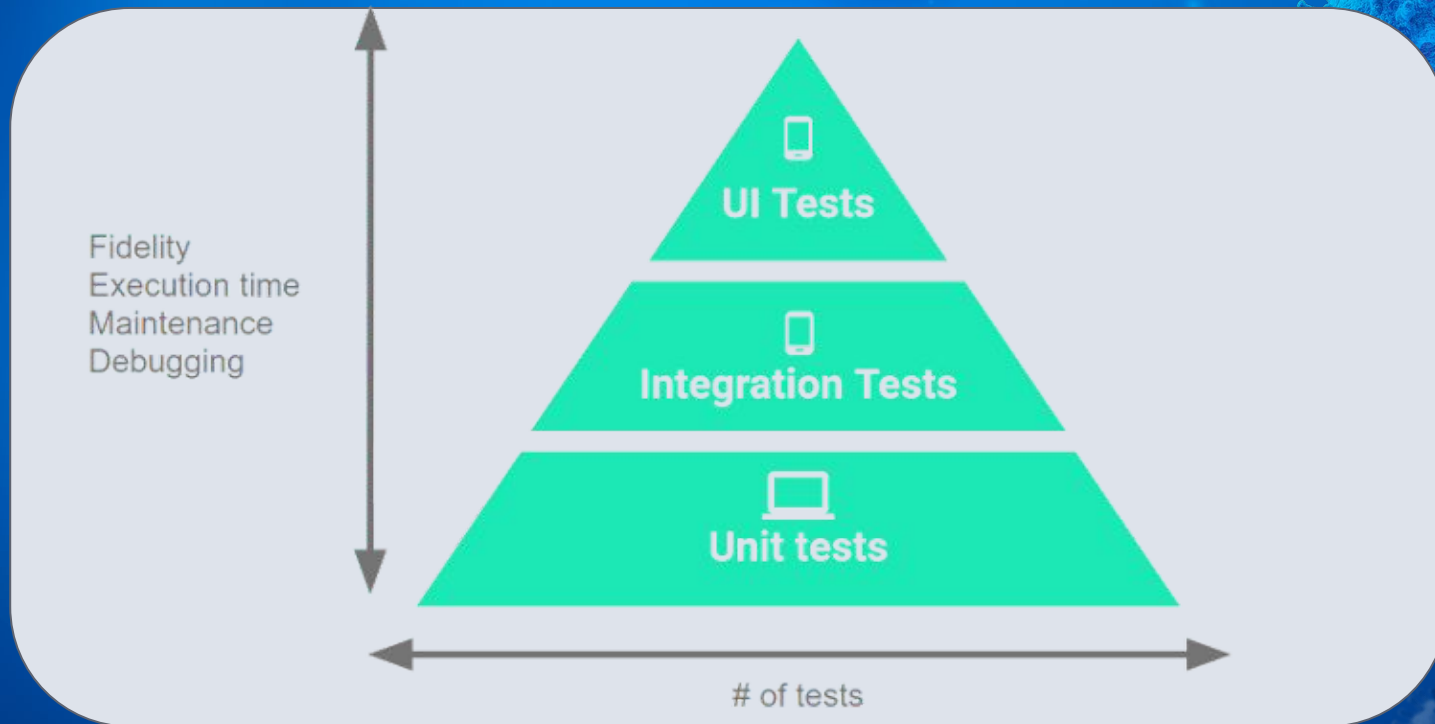 UI Tests
Fidelity
Execution time
Maintenance
Debugging
Integration Tests
Unit tests
# of tests